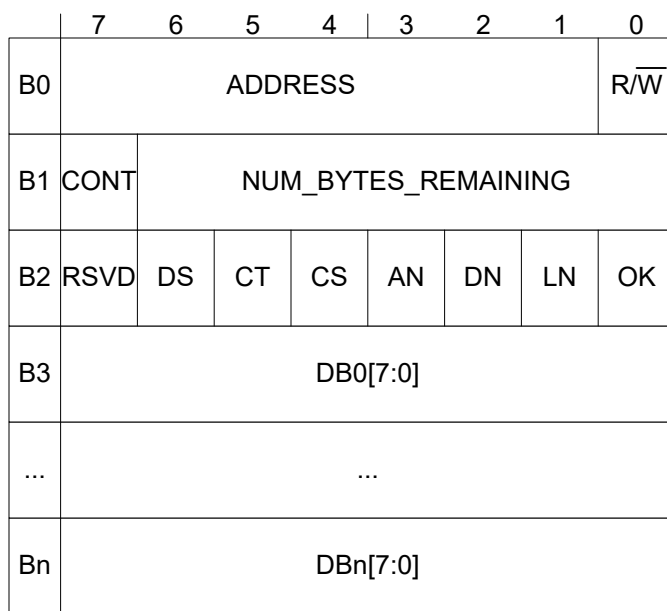 7 6 5 4 3 2 1 0
B0 ADDRESS R/W̅
B1 CONT NUM_BYTES_REMAINING
B2 RSVD DS CT CS AN DN LN OK
B3 DB0[7:0]
... ...
Bn DBn[7:0]